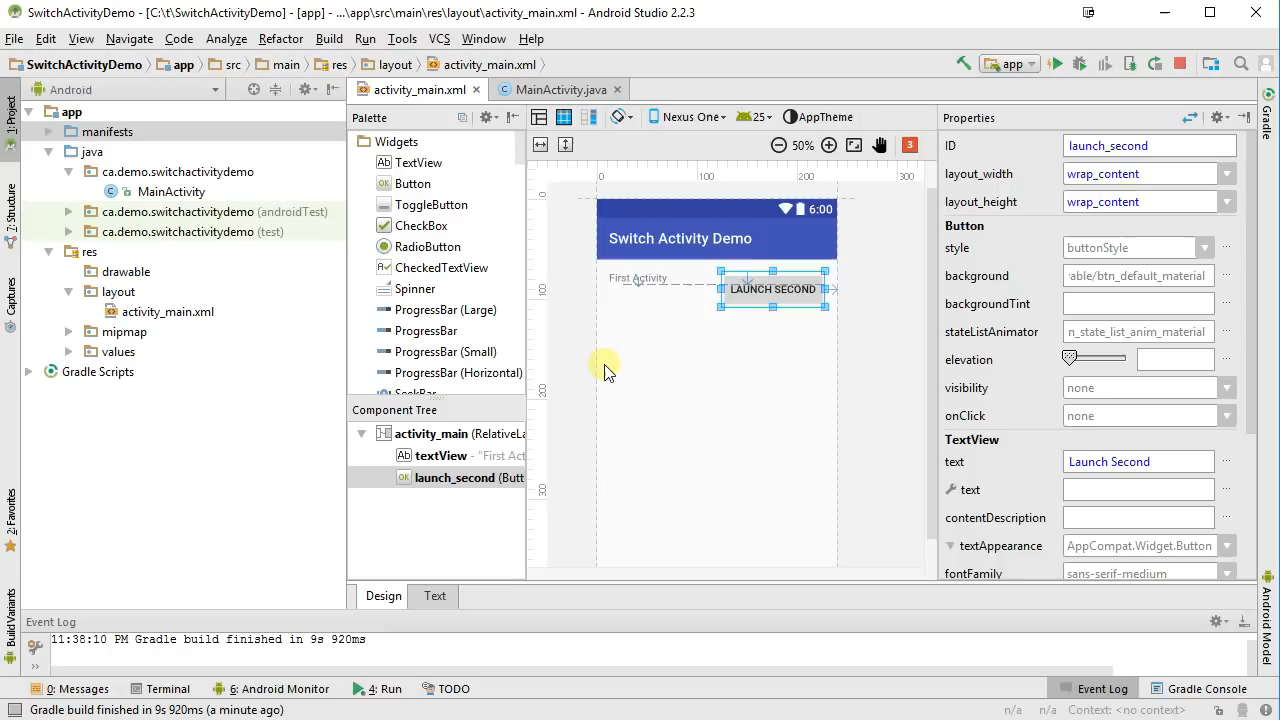 SwitchActivityDemo - [C:\t\SwitchActivityDemo] - [app] - ...\app\src\main\res\layout\activity_main.xml - Android Studio 2.2.3
File Edit View Navigate Code Analyze Refactor Build Run Tools VCS Window Help
SwitchActivityDemo app src main res layout activity_main.xml app
Android
activity_main.xml MainActivity.java
1: Project
7: Structure
Captures
2: Favorites
Build Variants
app
manifests
java
ca.demo.switchactivitydemo
MainActivity
ca.demo.switchactivitydemo (androidTest)
ca.demo.switchactivitydemo (test)
res
drawable
layout
activity_main.xml
mipmap
values
Gradle Scripts
Palette
Widgets
TextView
Button
ToggleButton
CheckBox
RadioButton
CheckedTextView
Spinner
ProgressBar (Large)
ProgressBar
ProgressBar (Small)
ProgressBar (Horizontal)
SeekBar
Component Tree
activity_main (RelativeLa
textView - "First Act
launch_second (Butt
Nexus One 25 AppTheme
50% 3
0 100 200 300
0
100
200
300
6:00
Switch Activity Demo
First Activity
LAUNCH SECOND
Design Text
Properties
ID launch_second
layout_width wrap_content
layout_height wrap_content
Button
style buttonStyle
background rable/btn_default_material
backgroundTint
stateListAnimator n_state_list_anim_material
elevation
visibility none
onClick none
TextView
text Launch Second
text
contentDescription
textAppearance AppCompat.Widget.Button
fontFamily sans-serif-medium
Gradle
Android Model
Event Log
11:38:10 PM Gradle build finished in 9s 920ms
0: Messages Terminal 6: Android Monitor 4: Run TODO Event Log Gradle Console
Gradle build finished in 9s 920ms (a minute ago) n/a n/a Context: <no context>